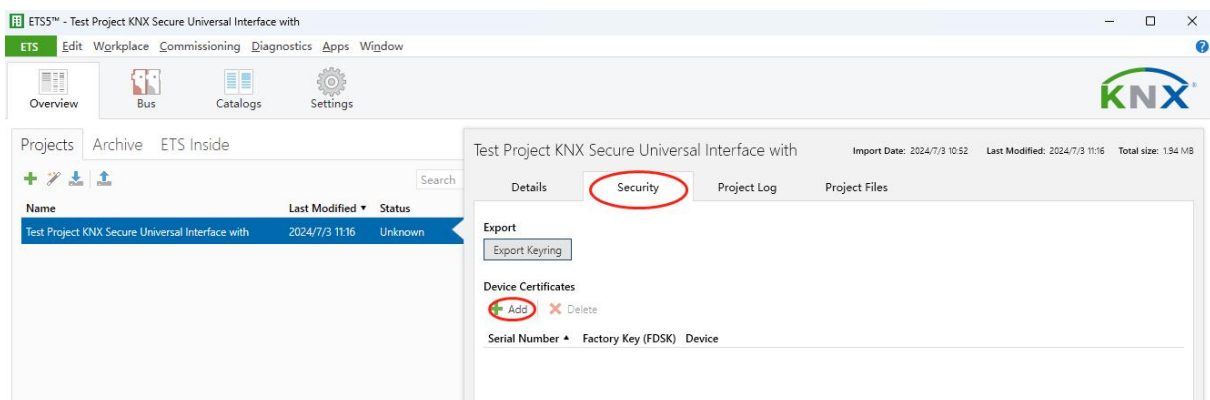 ETS5™ - Test Project KNX Secure Universal Interface with
ETS Edit Workplace Commissioning Diagnostics Apps Window
Overview Bus Catalogs Settings
KNX®
Projects Archive ETS Inside
Search
Name Last Modified Status
Test Project KNX Secure Universal Interface with 2024/7/3 11:16 Unknown
Test Project KNX Secure Universal Interface with Import Date: 2024/7/3 10:52 Last Modified: 2024/7/3 11:16 Total size: 1.94 MB
Details Security Project Log Project Files
Export
Export Keyring
Device Certificates
Add Delete
Serial Number Factory Key (FDSK) Device